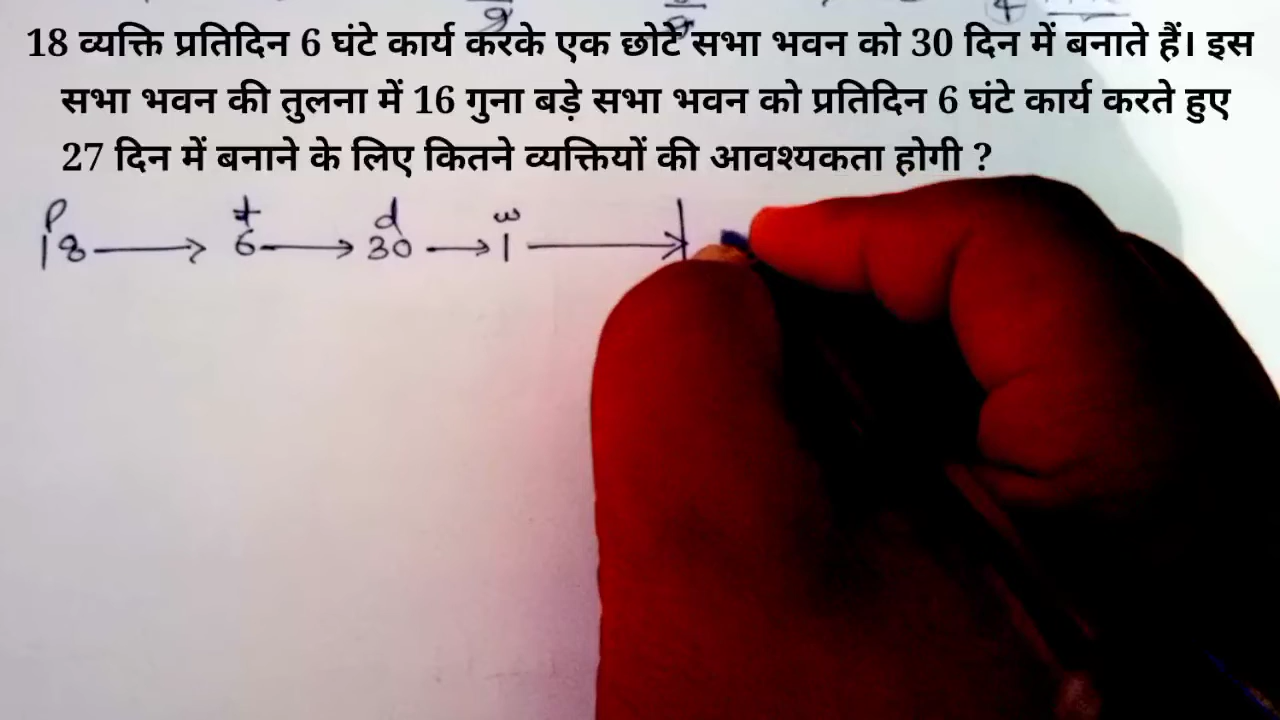 18 व्यक्ति प्रतिदिन 6 घंटे कार्य करके एक छोटे सभा भवन को 30 दिन में बनाते हैं। इस
सभा भवन की तुलना में 16 गुना बड़े सभा भवन को प्रतिदिन 6 घंटे कार्य करते हुए
27 दिन में बनाने के लिए कितने व्यक्तियों की आवश्यकता होगी ?
P t d w
18 → 6 → 30 → 1 →